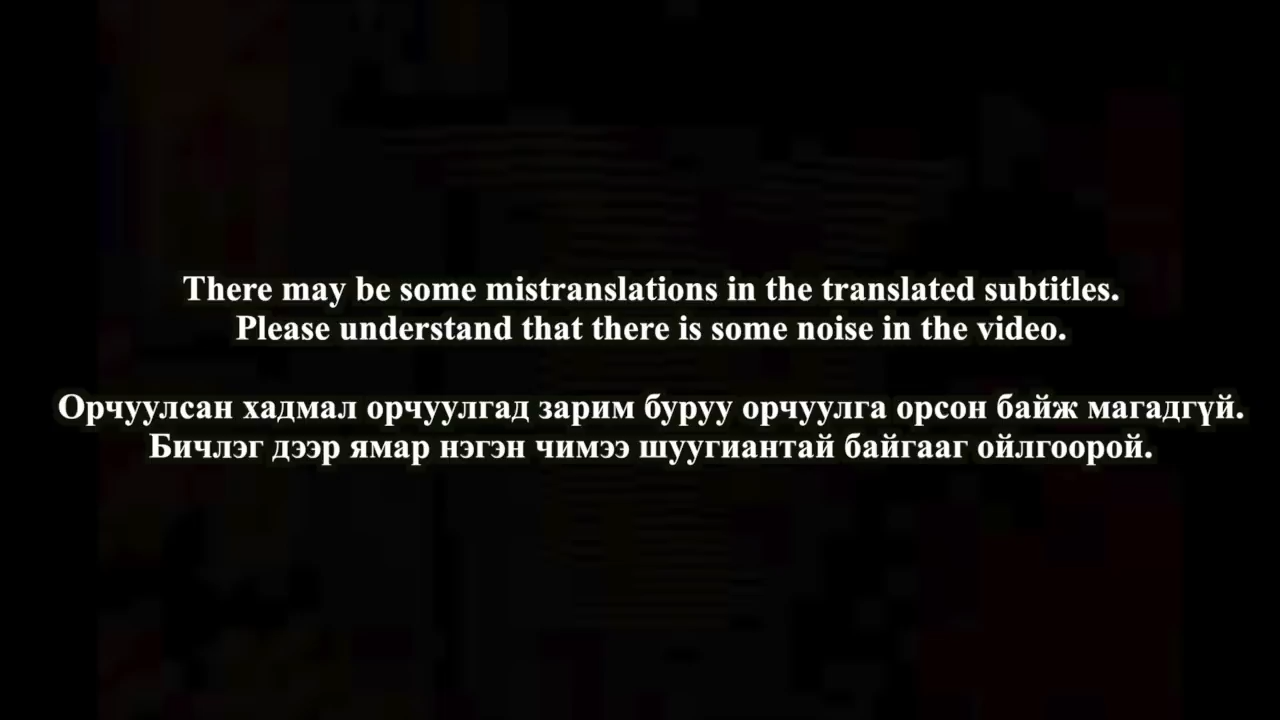 There may be some mistranslations in the translated subtitles.
Please understand that there is some noise in the video.
Орчуулсан хадмал орчуулгад зарим буруу орчуулга орсон байж магадгүй.
Бичлэг дээр ямар нэгэн чимээ шуугиантай байгааг ойлгоорой.